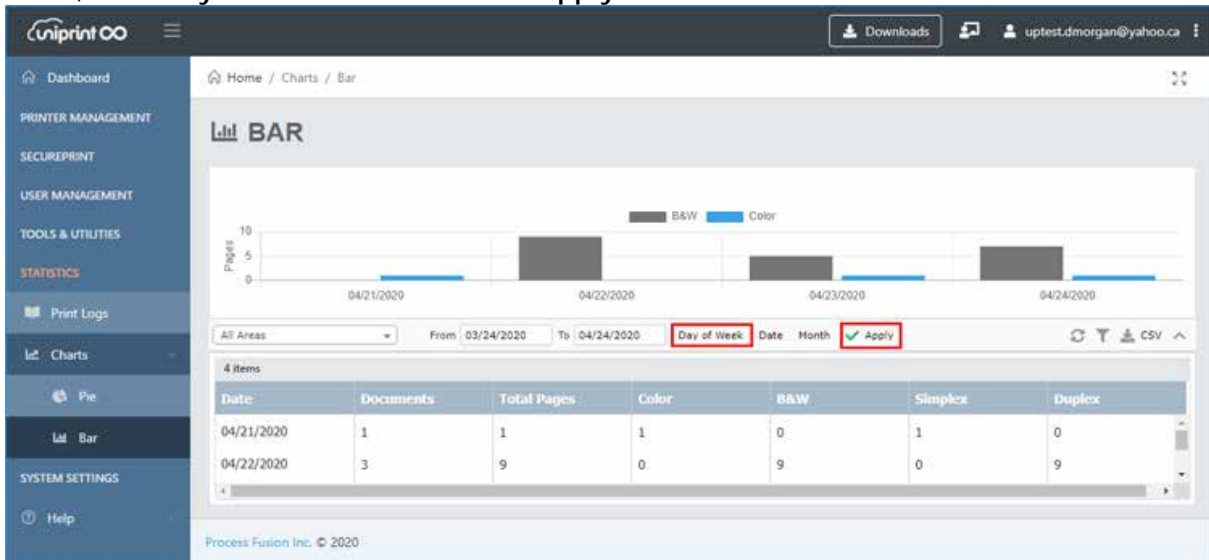 uniprint
Downloads
uptest.dmorgan@yahoo.ca
Dashboard
Home / Charts / Bar
PRINTER MANAGEMENT
BAR
SECUREPRINT
USER MANAGEMENT
TOOLS & UTILITIES
B&W Color
Pages
10
5
0
04/21/2020 04/22/2020 04/23/2020 04/24/2020
STATISTICS
Print Logs
All Areas From 03/24/2020 To 04/24/2020 Day of Week Date Month Apply CSV
Charts
4 items
Pie
Date Documents Total Pages Color B&W Simplex Duplex
Bar
04/21/2020 1 1 1 0 1 0
04/22/2020 3 9 0 9 0 9
SYSTEM SETTINGS
Help
Process Fusion Inc. © 2020